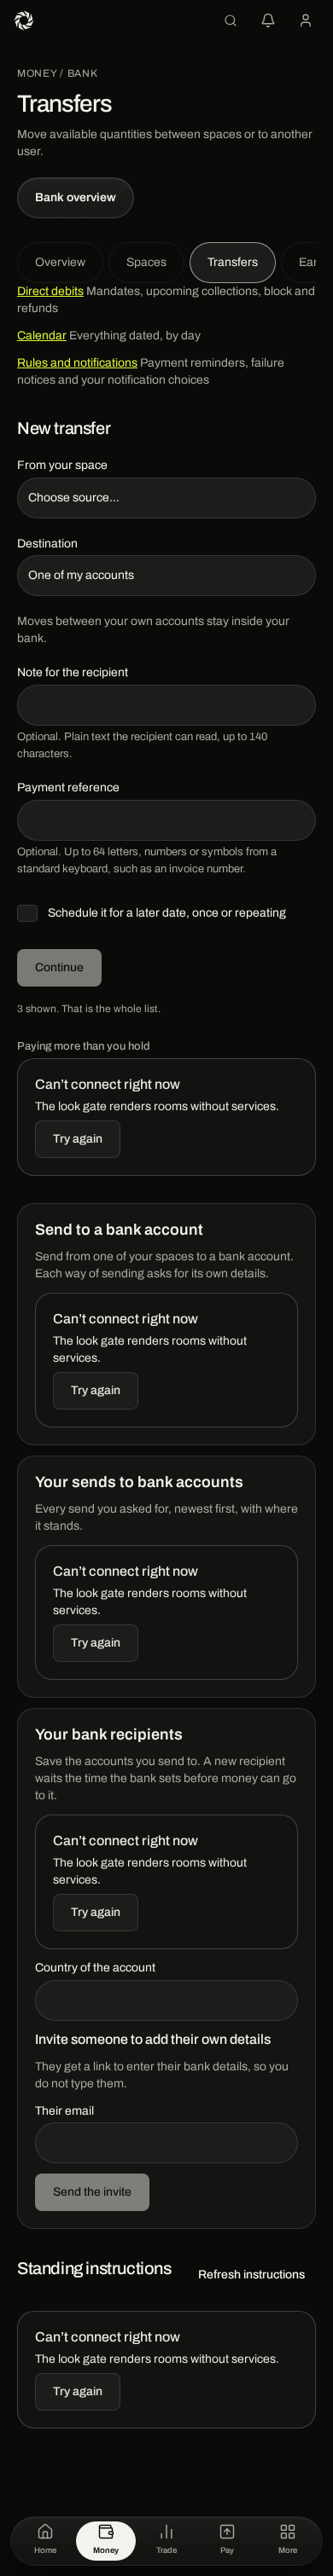 MONEY / BANK
Transfers
Move available quantities between spaces or to another
user.
Bank overview
Overview
Spaces
Transfers
Ear
Direct debits Mandates, upcoming collections, block and
refunds
Calendar Everything dated, by day
Rules and notifications Payment reminders, failure
notices and your notification choices
New transfer
From your space
Choose source...
Destination
One of my accounts
Moves between your own accounts stay inside your
bank.
Note for the recipient
Optional. Plain text the recipient can read, up to 140
characters.
Payment reference
Optional. Up to 64 letters, numbers or symbols from a
standard keyboard, such as an invoice number.
Schedule it for a later date, once or repeating
Continue
3 shown. That is the whole list.
Paying more than you hold
Can't connect right now
The look gate renders rooms without services.
Try again
Send to a bank account
Send from one of your spaces to a bank account.
Each way of sending asks for its own details.
Can't connect right now
The look gate renders rooms without
services.
Try again
Your sends to bank accounts
Every send you asked for, newest first, with where
it stands.
Can't connect right now
The look gate renders rooms without
services.
Try again
Your bank recipients
Save the accounts you send to. A new recipient
waits the time the bank sets before money can go
to it.
Can't connect right now
The look gate renders rooms without
services.
Try again
Country of the account
Invite someone to add their own details
They get a link to enter their bank details, so you
do not type them.
Their email
Send the invite
Standing instructions
Refresh instructions
Can't connect right now
The look gate renders rooms without services.
Try again
Home
Money
Trade
Pay
More